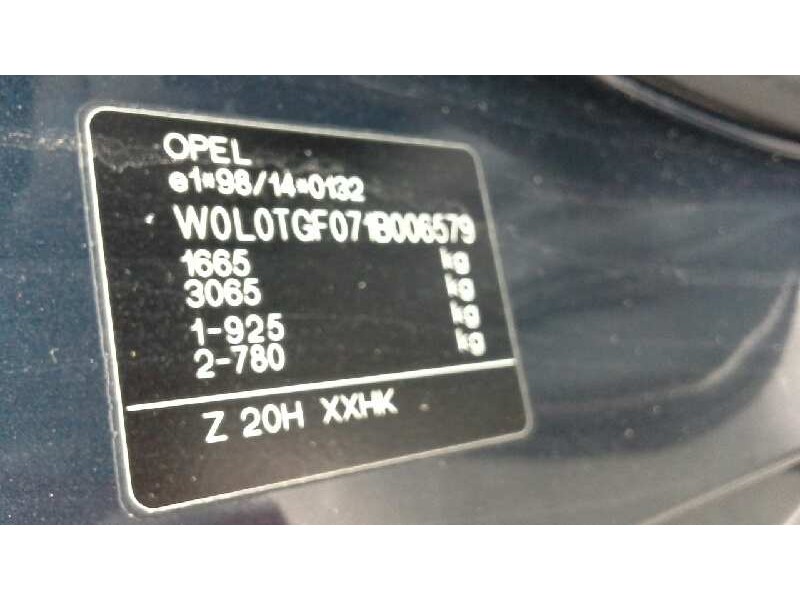 OPEL
e1*98/14*0132
W0L0TGF071B006579
1665 kg
3065 kg
1-925 kg
2-780 kg
Z 20H XXHK